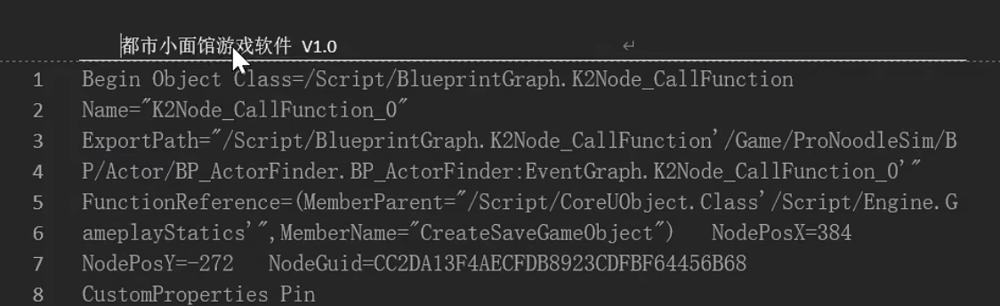 都市小面馆游戏软件 V1.0 ↵
1 Begin Object Class=/Script/BlueprintGraph.K2Node_CallFunction
2 Name="K2Node_CallFunction_0"
3 ExportPath="/Script/BlueprintGraph.K2Node_CallFunction'/Game/ProNoodleSim/B
4 P/Actor/BP_ActorFinder.BP_ActorFinder:EventGraph.K2Node_CallFunction_0'"
5 FunctionReference=(MemberParent="/Script/CoreUObject.Class'/Script/Engine.G
6 ameplayStatics'",MemberName="CreateSaveGameObject") NodePosX=384
7 NodePosY=-272 NodeGuid=CC2DA13F4AECFDB8923CDFBF64456B68
8 CustomProperties Pin